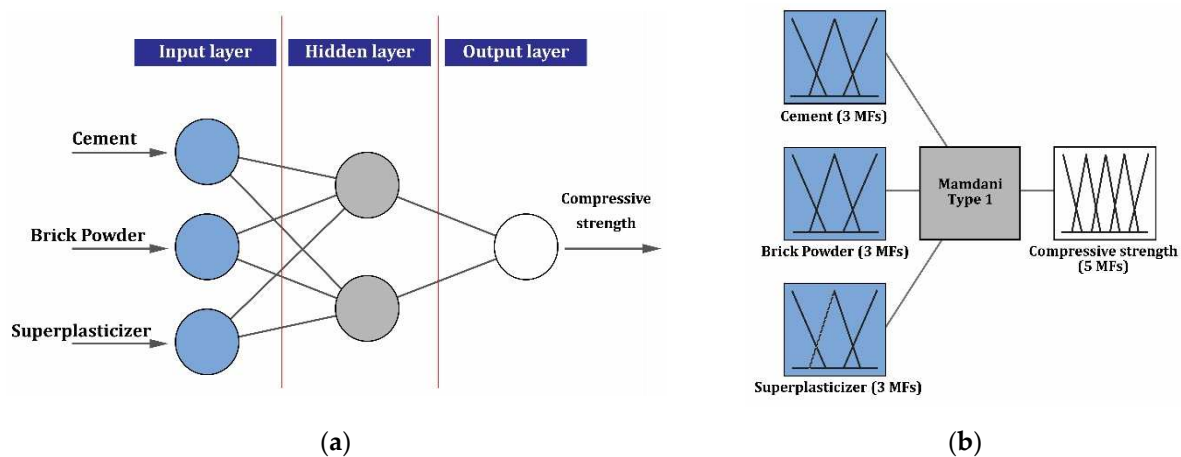 Input layer
Hidden layer
Output layer
Cement
Brick Powder
Superplasticizer
Compressive
strength
(a)
Cement (3 MFs)
Brick Powder (3 MFs)
Superplasticizer (3 MFs)
Mamdani
Type 1
Compressive strength
(5 MFs)
(b)